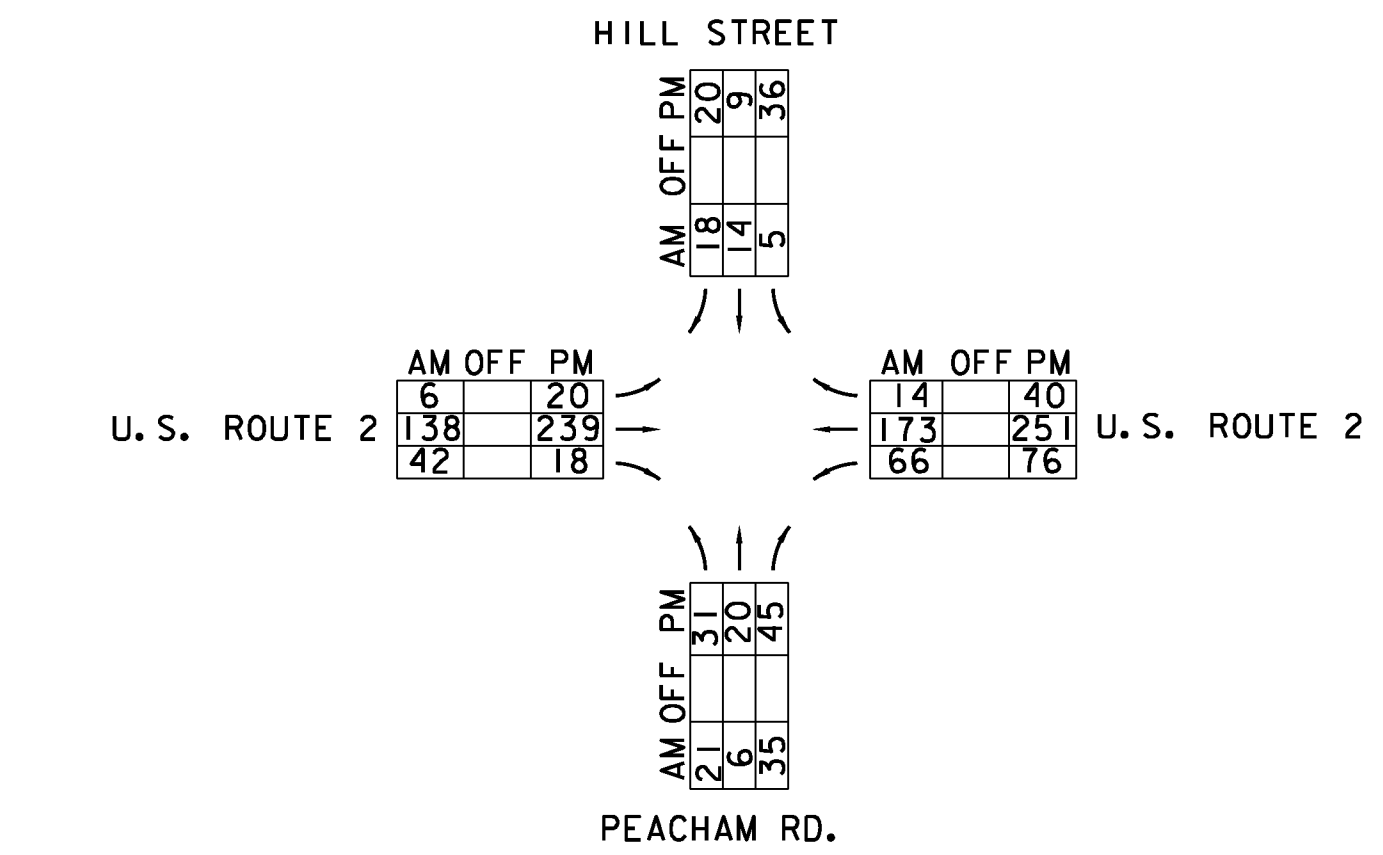 HILL STREET
PM 20 9 36
OFF
AM 18 14 5
AM OFF PM
6 20
U.S. ROUTE 2 138 239
42 18
AM OFF PM
14 40
173 251 U.S. ROUTE 2
66 76
PM 31 20 45
OFF
AM 21 6 35
PEACHAM RD.